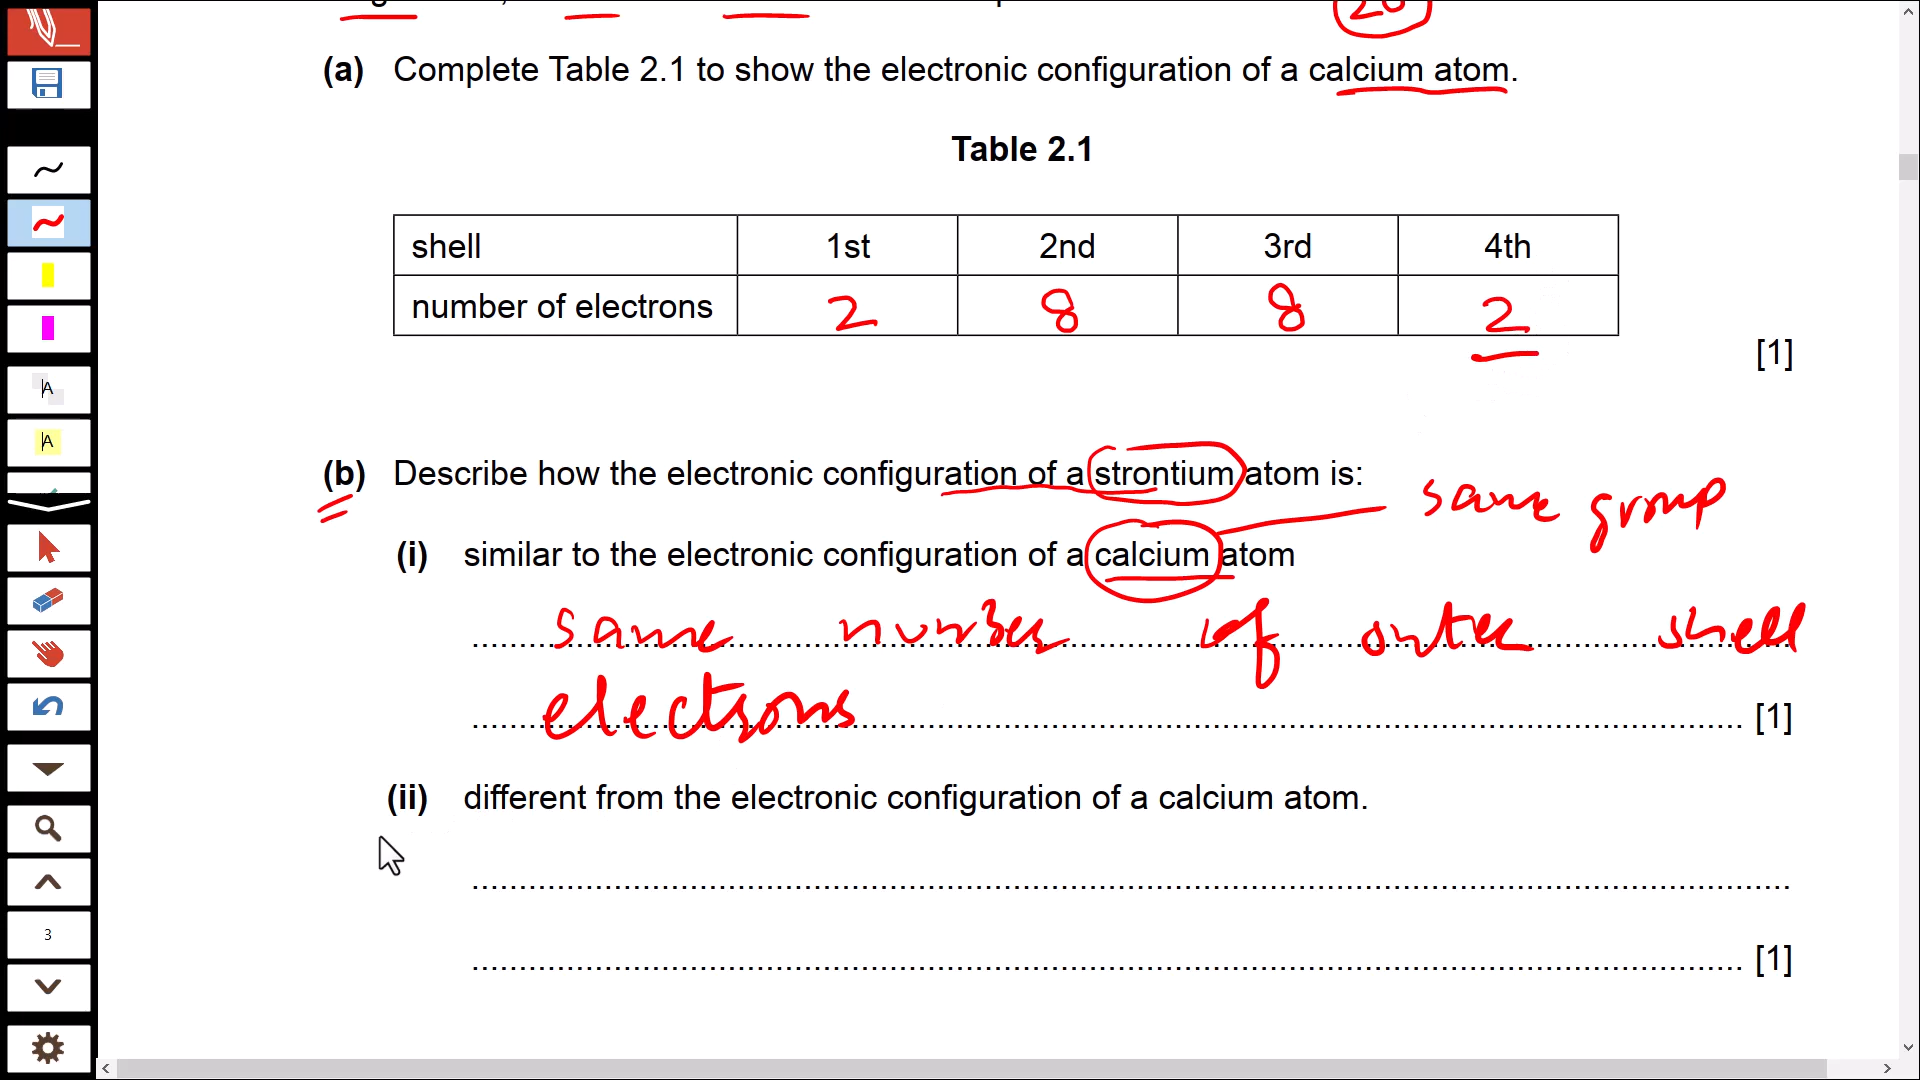 20
(a) Complete Table 2.1 to show the electronic configuration of a calcium atom.
Table 2.1
shell 1st 2nd 3rd 4th
number of electrons 2 8 8 2
[1]
(b) Describe how the electronic configuration of a strontium atom is:
same group
(i) similar to the electronic configuration of a calcium atom
same number of outer shell
electrons [1]
(ii) different from the electronic configuration of a calcium atom.
[1]
A
A
3